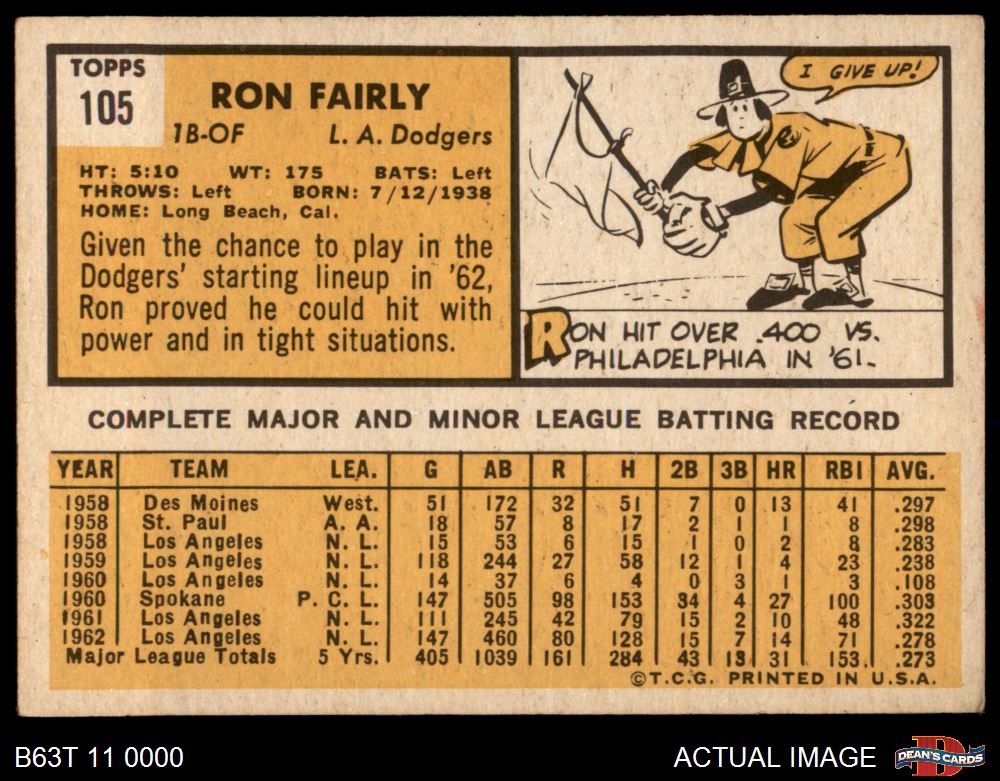 TOPPS
105
RON FAIRLY
1B-OF L. A. Dodgers
HT: 5:10 WT: 175 BATS: Left
THROWS: Left BORN: 7/12/1938
HOME: Long Beach, Cal.
Given the chance to play in the
Dodgers' starting lineup in '62,
Ron proved he could hit with
power and in tight situations.
I GIVE UP!
RON HIT OVER .400 VS.
PHILADELPHIA IN '61.
COMPLETE MAJOR AND MINOR LEAGUE BATTING RECORD
YEAR TEAM LEA. G AB R H 2B 3B HR RBI AVG.
1958 Des Moines West. 51 172 32 51 7 0 13 41 .297
1958 St. Paul A. A. 18 57 8 17 2 1 1 8 .298
1958 Los Angeles N. L. 15 53 6 15 1 0 2 8 .283
1959 Los Angeles N. L. 118 244 27 58 12 1 4 23 .238
1960 Los Angeles N. L. 14 37 6 4 0 3 1 3 .108
1960 Spokane P. C. L. 147 505 98 153 34 4 27 100 .303
1961 Los Angeles N. L. 111 245 42 79 15 2 10 48 .322
1962 Los Angeles N. L. 147 460 80 128 15 7 14 71 .278
Major League Totals 5 Yrs. 405 1039 161 284 43 13 31 153 .273
©T.C.G. PRINTED IN U.S.A.
B63T 11 0000 ACTUAL IMAGE DEAN'S CARDS